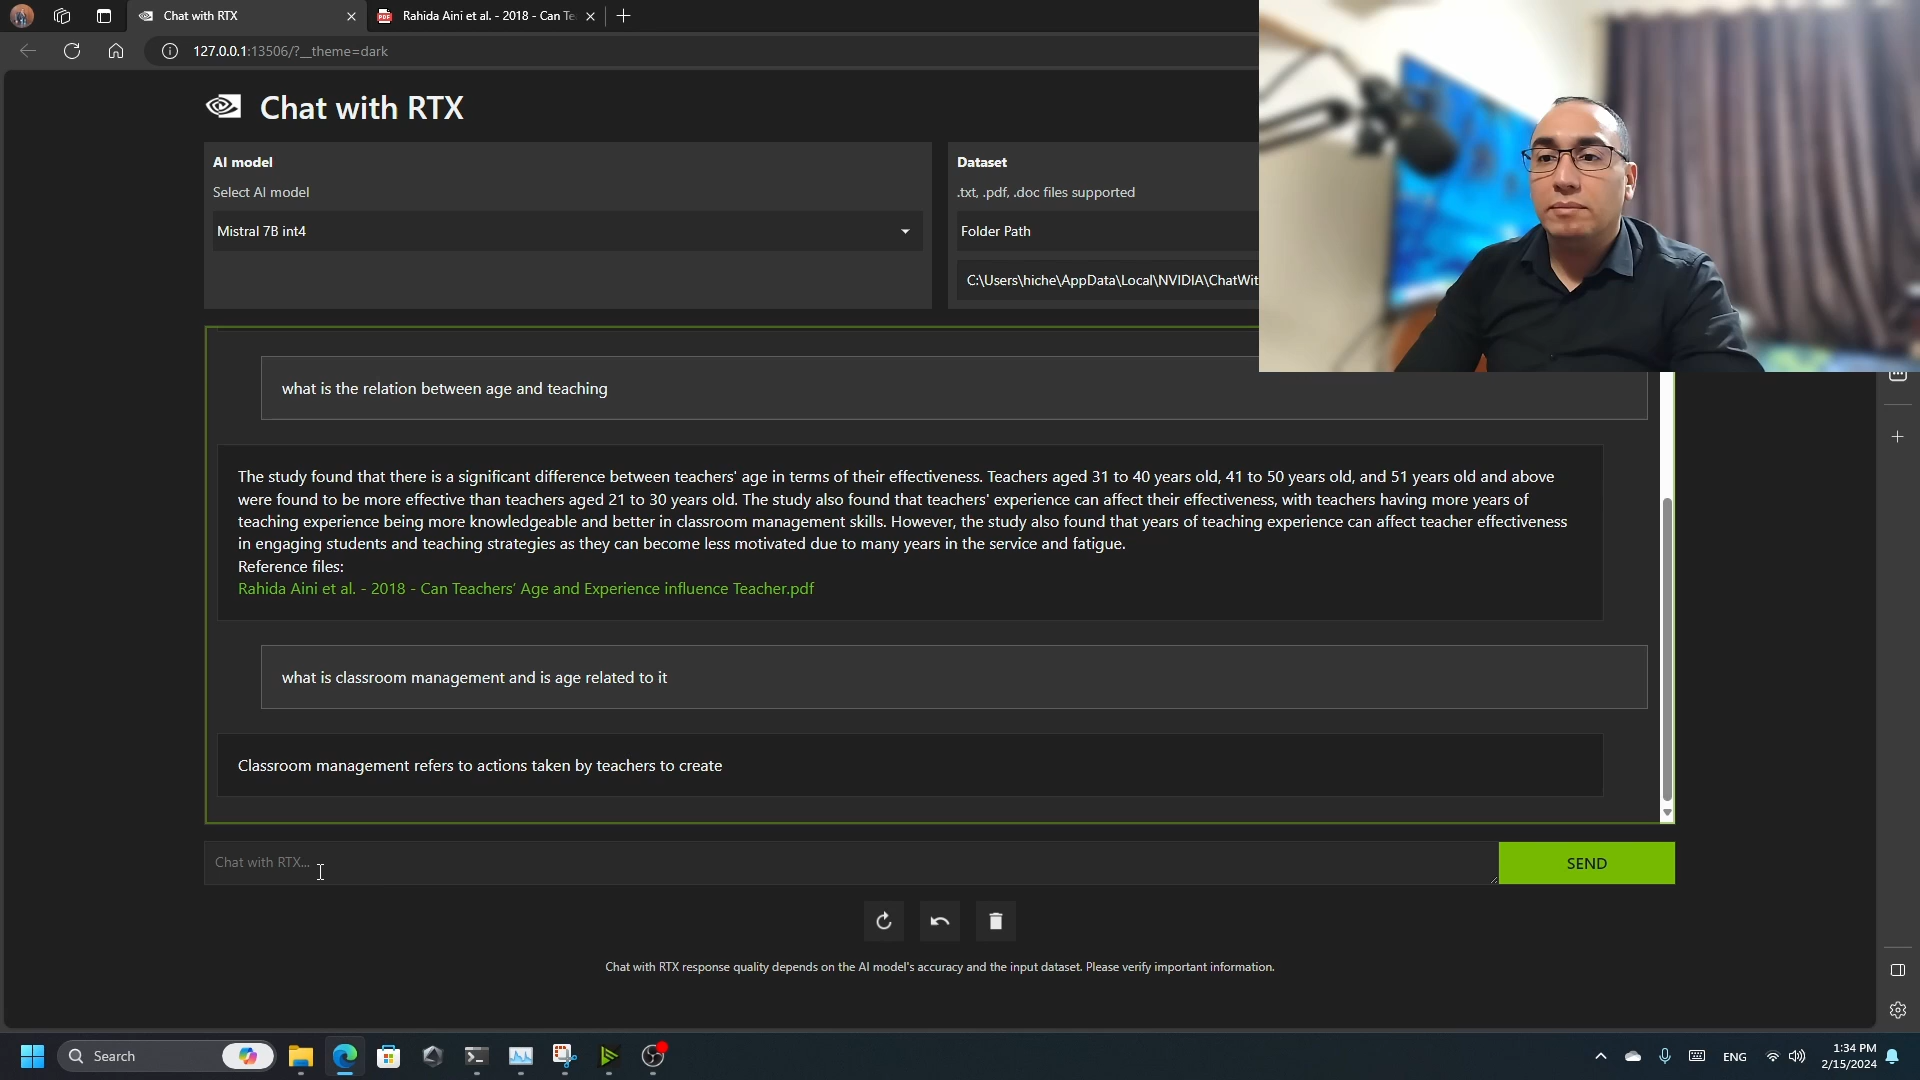 Chat with RTX
Rahida Aini et al. - 2018 - Can Te
127.0.0.1:13506/?__theme=dark
Chat with RTX
AI model
Select AI model
Mistral 7B int4
Dataset
.txt, .pdf, .doc files supported
Folder Path
C:\Users\hiche\AppData\Local\NVIDIA\ChatWit
what is the relation between age and teaching
The study found that there is a significant difference between teachers' age in terms of their effectiveness. Teachers aged 31 to 40 years old, 41 to 50 years old, and 51 years old and above
were found to be more effective than teachers aged 21 to 30 years old. The study also found that teachers' experience can affect their effectiveness, with teachers having more years of
teaching experience being more knowledgeable and better in classroom management skills. However, the study also found that years of teaching experience can affect teacher effectiveness
in engaging students and teaching strategies as they can become less motivated due to many years in the service and fatigue.
Reference files:
Rahida Aini et al. - 2018 - Can Teachers' Age and Experience influence Teacher.pdf
what is classroom management and is age related to it
Classroom management refers to actions taken by teachers to create
Chat with RTX...
SEND
Chat with RTX response quality depends on the AI model's accuracy and the input dataset. Please verify important information.
Search
ENG
1:34 PM
2/15/2024